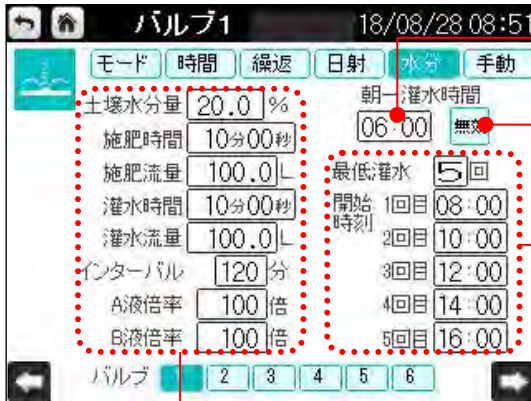 バルブ1 18/08/28 08:51
モード 時間 繰返 日射 水分 手動
土壌水分量 20.0 %
施肥時間 10分00秒
施肥流量 100.0 L
灌水時間 10分00秒
灌水流量 100.0 L
インターバル 120 分
A液倍率 100 倍
B液倍率 100 倍
朝一灌水時間
06:00 無効
最低灌水 5 回
開始時刻 1回目 08:00
2回目 10:00
3回目 12:00
4回目 14:00
5回目 16:00
バルブ 2 3 4 5 6